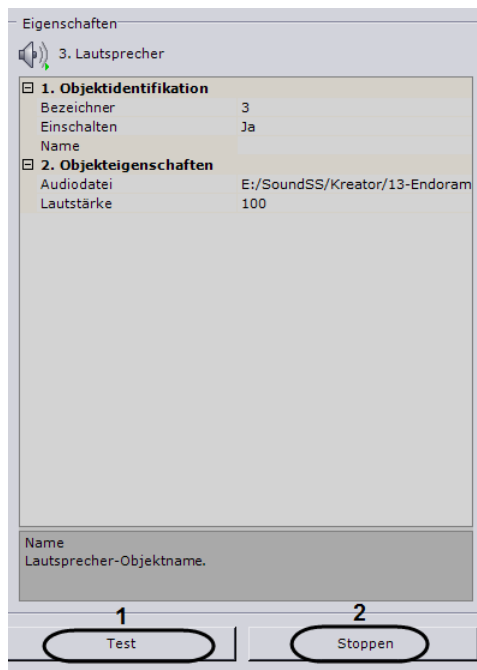 Eigenschaften
3. Lautsprecher
1. Objektidentifikation
Bezeichner 3
Einschalten Ja
Name
2. Objekteigenschaften
Audiodatei E:/SoundSS/Kreator/13-Endoram
Lautstärke 100
Name
Lautsprecher-Objektname.
1 2
Test Stoppen